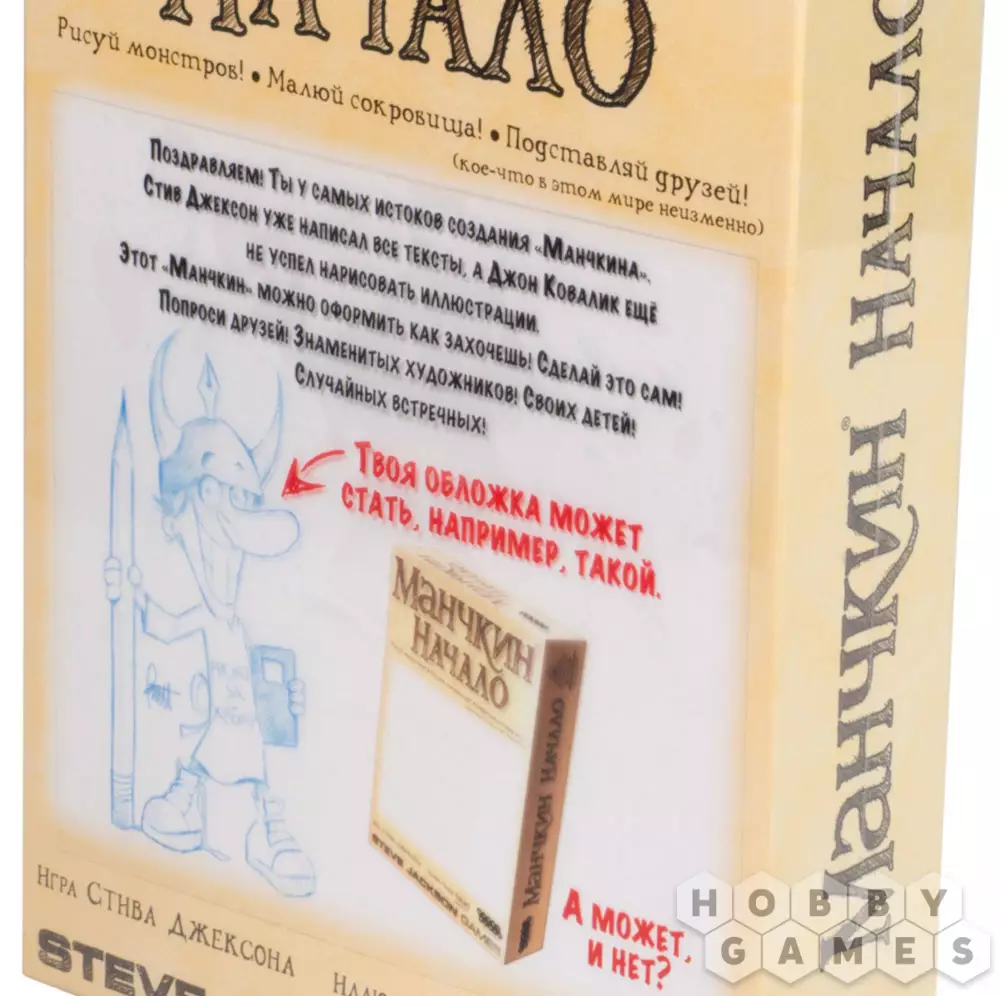 НАЧАЛО
Рисуй монстров! • Малюй сокровища! • Подставляй друзей!
(кое-что в этом мире неизменно)
Поздравляем! Ты у самых истоков создания «Манчкина».
Стив Джексон уже написал все тексты, а Джон Ковалик ещё
не успел нарисовать иллюстрации.
Этот «Манчкин» можно оформить как захочешь! Сделай это сам!
Попроси друзей! Знаменитых художников! Своих детей!
Случайных встречных!
Твоя обложка может
стать, например, такой.
Манчкин
Начало
Манчкин Начало
STEVE JACKSON GAMES
А может,
и нет?
Игра Стива Джексона
STEVE
Манчкин® Начало
HOBBY
GAMES